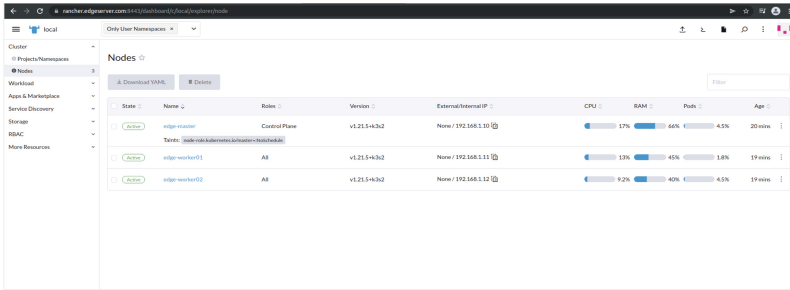 rancher.edgeserver.com:8443/dashboard/c/local/explorer/node
local
Only User Namespaces ×
Cluster
Projects/Namespaces
Nodes 3
Workload
Apps & Marketplace
Service Discovery
Storage
RBAC
More Resources
Nodes
Download YAML
Delete
Filter
State Name Roles Version External/Internal IP CPU RAM Pods Age
Active edge-master Control Plane v1.21.5+k3s2 None / 192.168.1.10 17% 66% 4.5% 20 mins
Taints: node-role.kubernetes.io/master=:NoSchedule
Active edge-worker01 All v1.21.5+k3s2 None / 192.168.1.11 13% 45% 1.8% 19 mins
Active edge-worker02 All v1.21.5+k3s2 None / 192.168.1.12 9.2% 40% 4.5% 19 mins